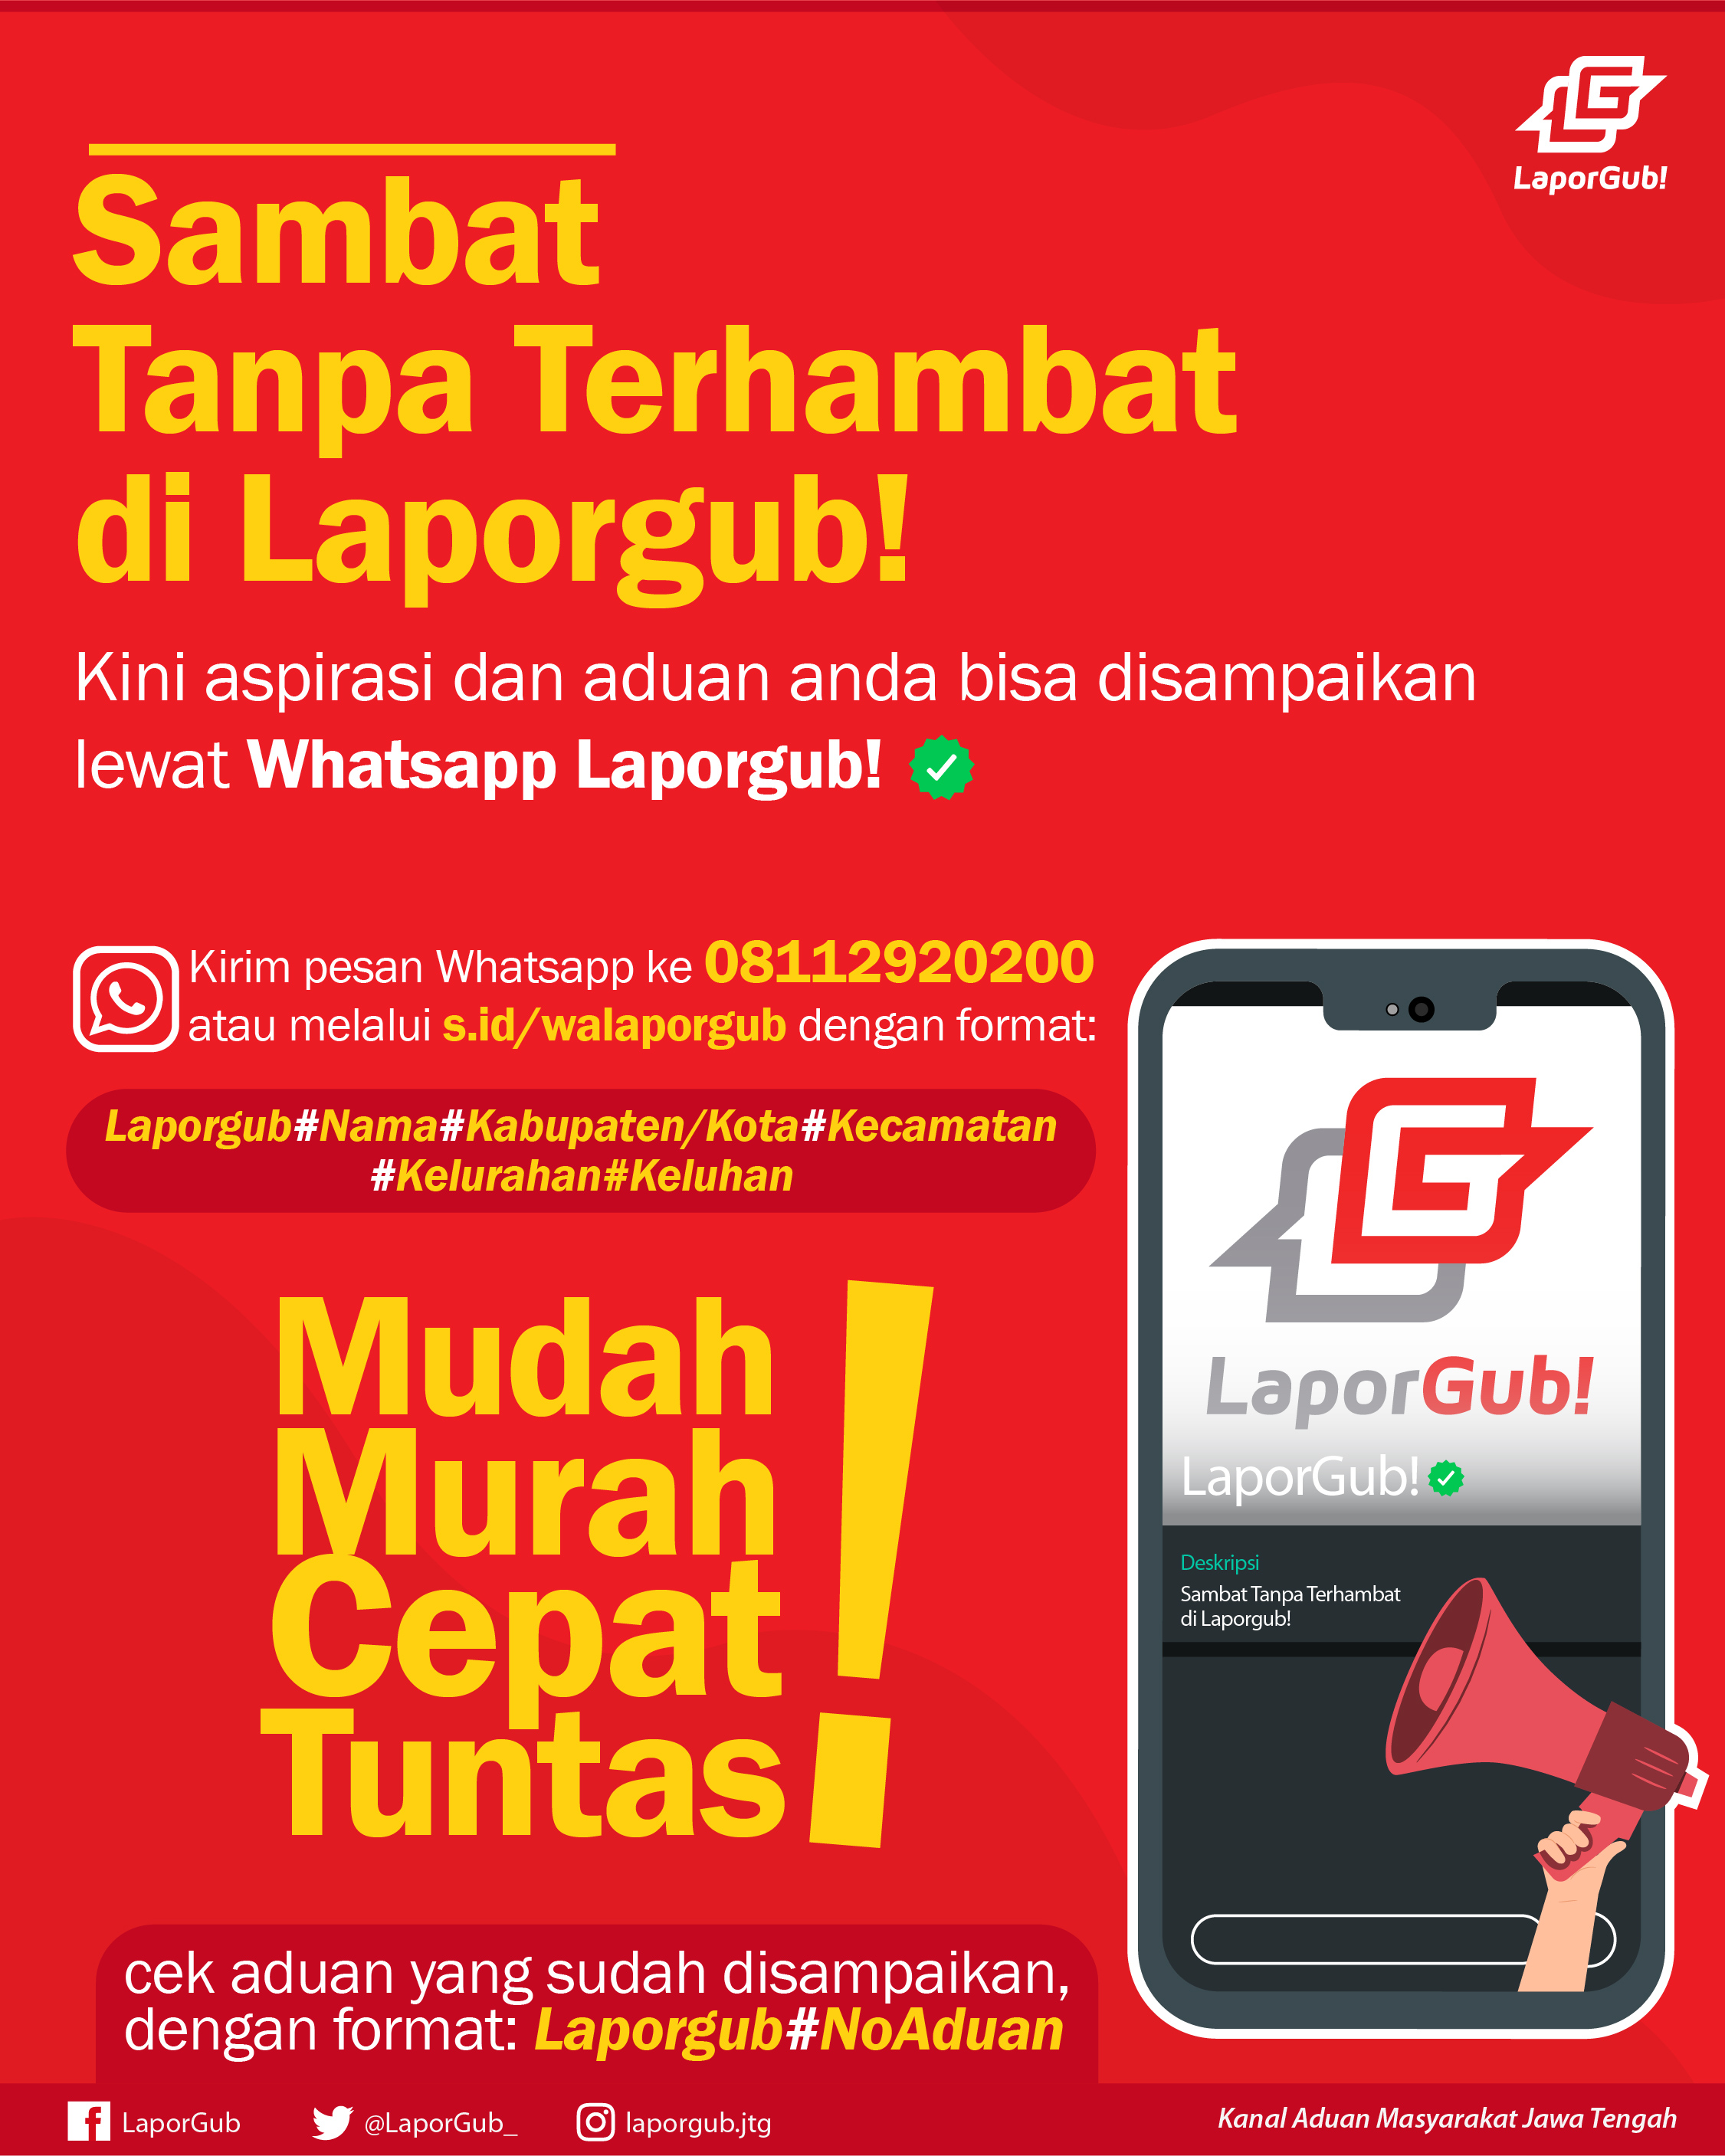 LaporGub!
Sambat
Tanpa Terhambat
di Laporgub!
Kini aspirasi dan aduan anda bisa disampaikan
lewat Whatsapp Laporgub!
Kirim pesan Whatsapp ke 08112920200
atau melalui s.id/walaporgub dengan format:
Laporgub#Nama#Kabupaten/Kota#Kecamatan
#Kelurahan#Keluhan
Mudah
Murah
Cepat
Tuntas!
LaporGub!
LaporGub!
Deskripsi
Sambat Tanpa Terhambat
di Laporgub!
cek aduan yang sudah disampaikan,
dengan format: Laporgub#NoAduan
LaporGub @LaporGub_ laporgub.jtg
Kanal Aduan Masyarakat Jawa Tengah